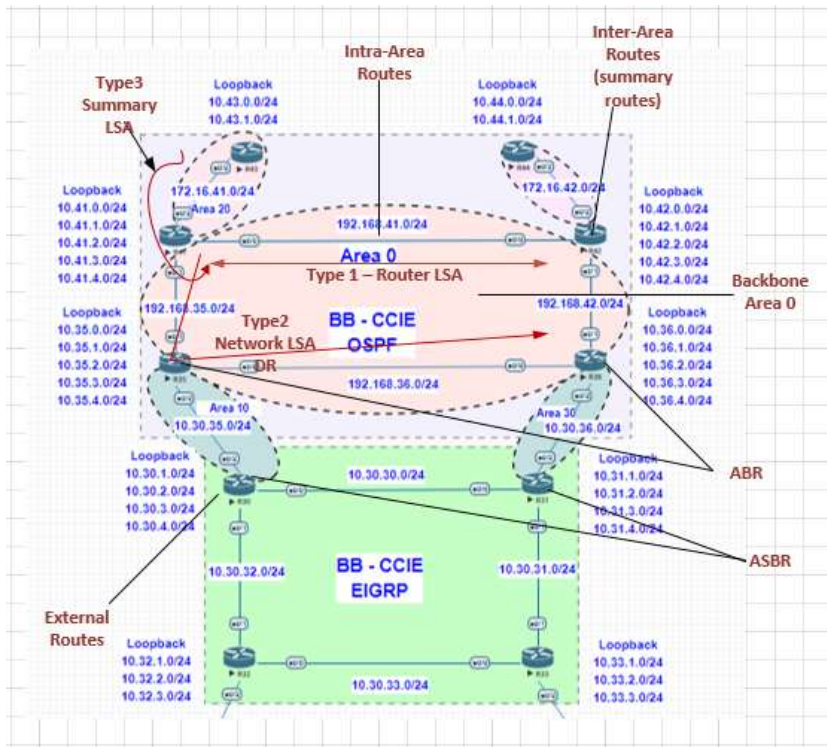 Intra-Area
Routes
Inter-Area
Routes
(summary
routes)
Type3
Summary
LSA
Loopback
10.43.0.0/24
10.43.1.0/24
Loopback
10.44.0.0/24
10.44.1.0/24
R43
R44
172.16.41.0/24
172.16.42.0/24
Area 20
Loopback
10.41.0.0/24
10.41.1.0/24
10.41.2.0/24
10.41.3.0/24
10.41.4.0/24
Loopback
10.42.0.0/24
10.42.1.0/24
10.42.2.0/24
10.42.3.0/24
10.42.4.0/24
192.168.41.0/24
Area 0
Type 1 – Router LSA
Backbone
Area 0
192.168.35.0/24
192.168.42.0/24
Type2
Network LSA
DR
BB - CCIE
OSPF
Loopback
10.35.0.0/24
10.35.1.0/24
10.35.2.0/24
10.35.3.0/24
10.35.4.0/24
Loopback
10.36.0.0/24
10.36.1.0/24
10.36.2.0/24
10.36.3.0/24
10.36.4.0/24
R35
R36
192.168.36.0/24
Area 10
10.30.35.0/24
Area 30
10.30.36.0/24
Loopback
10.30.1.0/24
10.30.2.0/24
10.30.3.0/24
10.30.4.0/24
Loopback
10.31.1.0/24
10.31.2.0/24
10.31.3.0/24
10.31.4.0/24
ABR
10.30.30.0/24
R30
R31
ASBR
BB - CCIE
EIGRP
10.30.32.0/24
10.30.31.0/24
External
Routes
Loopback
10.32.1.0/24
10.32.2.0/24
10.32.3.0/24
10.30.33.0/24
Loopback
10.33.1.0/24
10.33.2.0/24
10.33.3.0/24